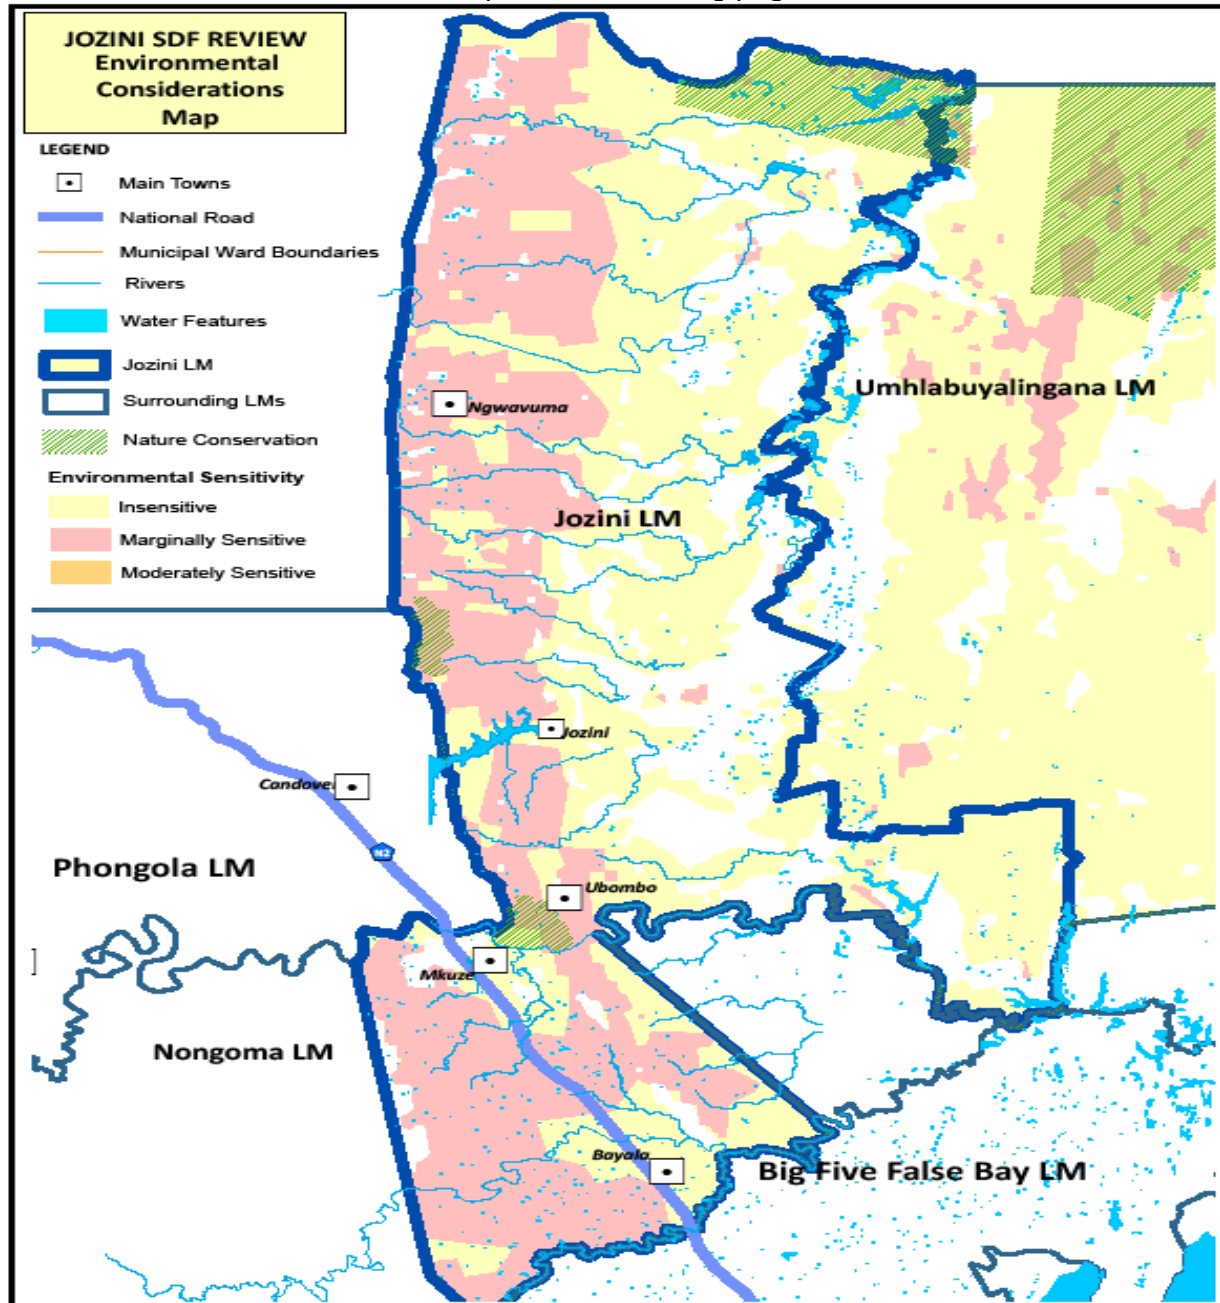 JOZINI SDF REVIEW
Environmental
Considerations
Map
LEGEND
Main Towns
National Road
Municipal Ward Boundaries
Rivers
Water Features
Jozini LM
Surrounding LMs
Nature Conservation
Environmental Sensitivity
Insensitive
Marginally Sensitive
Moderately Sensitive
Umhlabuyalingana LM
Ngwavuma
Jozini LM
Jozini
Candove
N2
Phongola LM
Ubombo
Mkuze
Nongoma LM
Bayala
Big Five False Bay LM